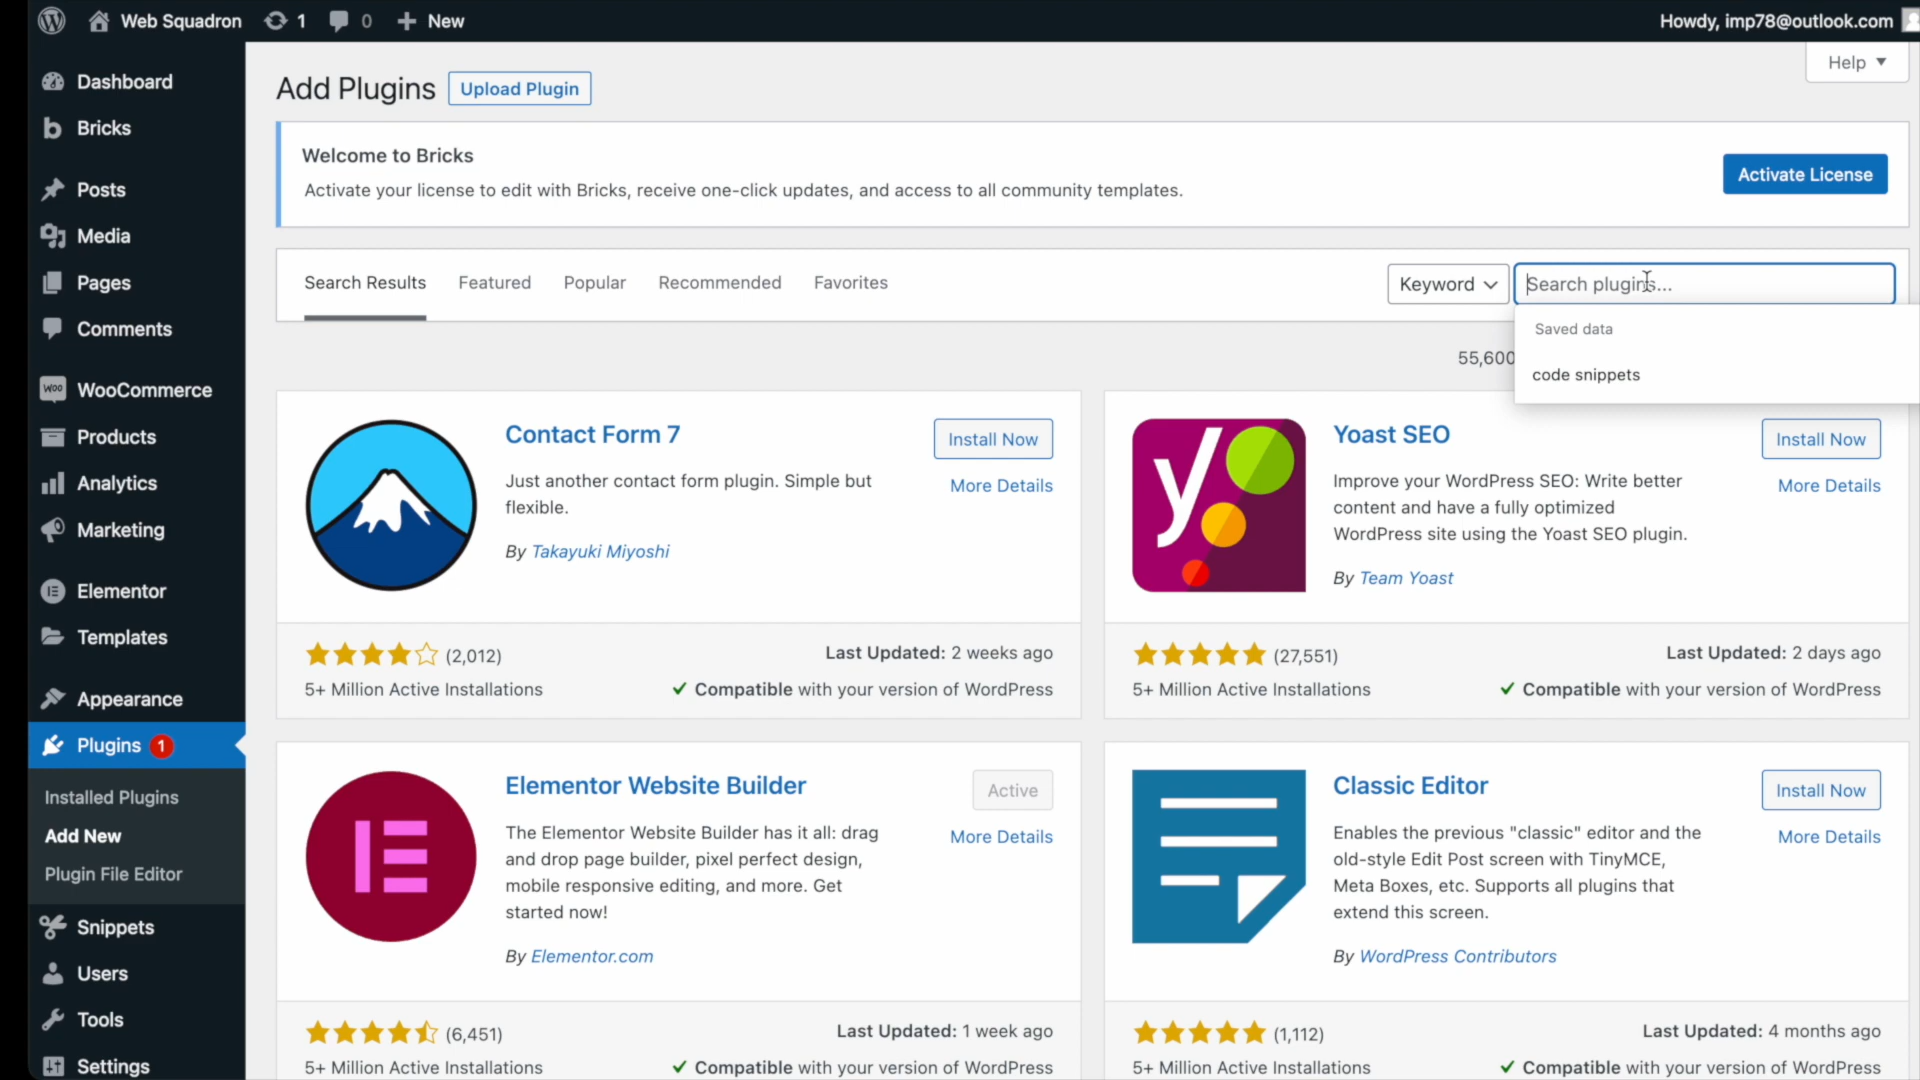 Web Squadron 1 0 New Howdy, imp78@outlook.com
Dashboard
Bricks
Posts
Media
Pages
Comments
WooCommerce
Products
Analytics
Marketing
Elementor
Templates
Appearance
Plugins 1
Installed Plugins
Add New
Plugin File Editor
Snippets
Users
Tools
Settings
Help
Add Plugins Upload Plugin
Welcome to Bricks
Activate your license to edit with Bricks, receive one-click updates, and access to all community templates.
Activate License
Search Results Featured Popular Recommended Favorites Keyword Search plugins...
Saved data
code snippets
55,600
Contact Form 7
Install Now
More Details
Just another contact form plugin. Simple but
flexible.
By Takayuki Miyoshi
(2,012)
5+ Million Active Installations
Last Updated: 2 weeks ago
Compatible with your version of WordPress
Yoast SEO
Install Now
More Details
Improve your WordPress SEO: Write better
content and have a fully optimized
WordPress site using the Yoast SEO plugin.
By Team Yoast
(27,551)
5+ Million Active Installations
Last Updated: 2 days ago
Compatible with your version of WordPress
Elementor Website Builder
Active
More Details
The Elementor Website Builder has it all: drag
and drop page builder, pixel perfect design,
mobile responsive editing, and more. Get
started now!
By Elementor.com
(6,451)
5+ Million Active Installations
Last Updated: 1 week ago
Compatible with your version of WordPress
Classic Editor
Install Now
More Details
Enables the previous "classic" editor and the
old-style Edit Post screen with TinyMCE,
Meta Boxes, etc. Supports all plugins that
extend this screen.
By WordPress Contributors
(1,112)
5+ Million Active Installations
Last Updated: 4 months ago
Compatible with your version of WordPress